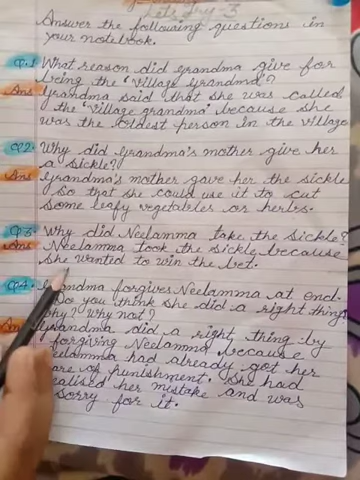 Let's Try-3
Answer the following questions in
your notebook.
Q.1 What reason did Grandma give for
being the 'Village Grandma'?
Ans Grandma said that she was called
the 'village grandma' because she
was the oldest person in the village
Q2. Why did Grandma's mother give her
a sickle?
Ans Grandma's mother gave her the sickle
so that she could use it to cut
some leafy vegetables or herbs.
Q.3 Why did Neelamma take the sickle?
Ans Neelamma took the sickle because
she wanted to win the bet.
Q.4. Grandma forgives Neelamma at end.
Do you think she did a right thing?
Why? Why not?
Ans Grandma did a right thing by
forgiving Neelamma because
Neelamma had already got her
of punishment. She had
realised her mistake and was
sorry for it.